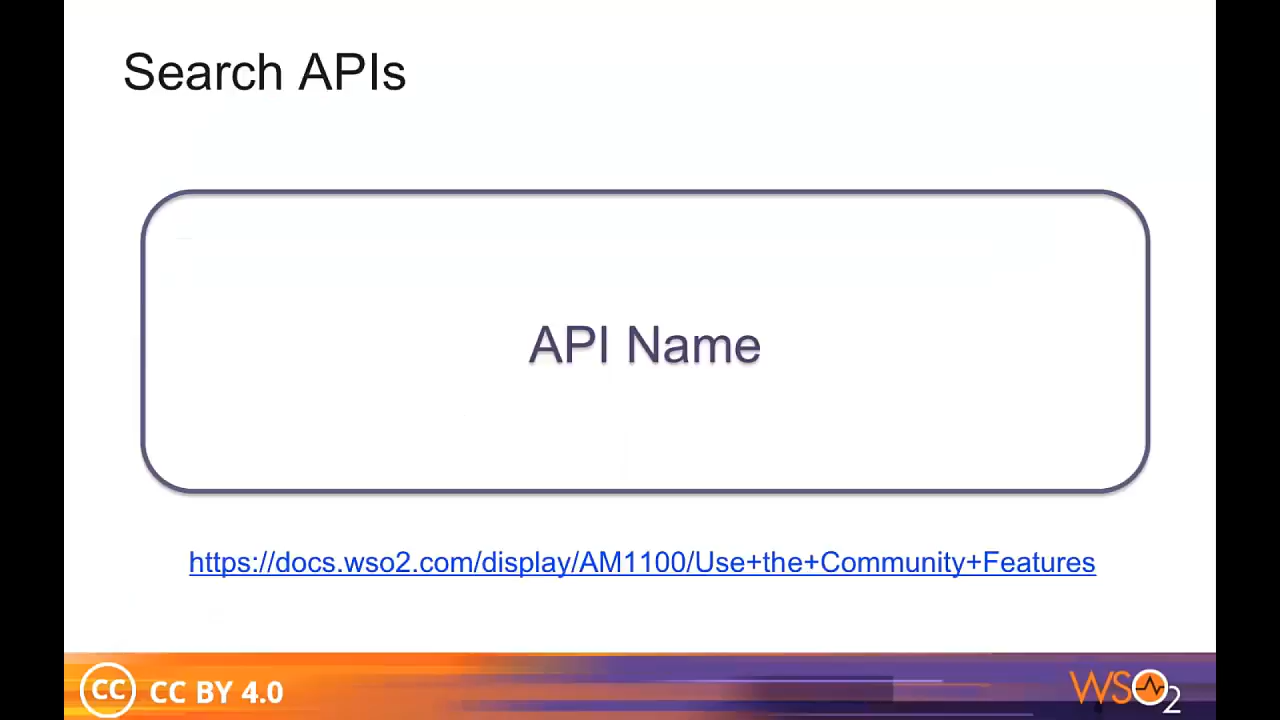 Search APIs
API Name
https://docs.wso2.com/display/AM1100/Use+the+Community+Features
CC CC BY 4.0
WSO2